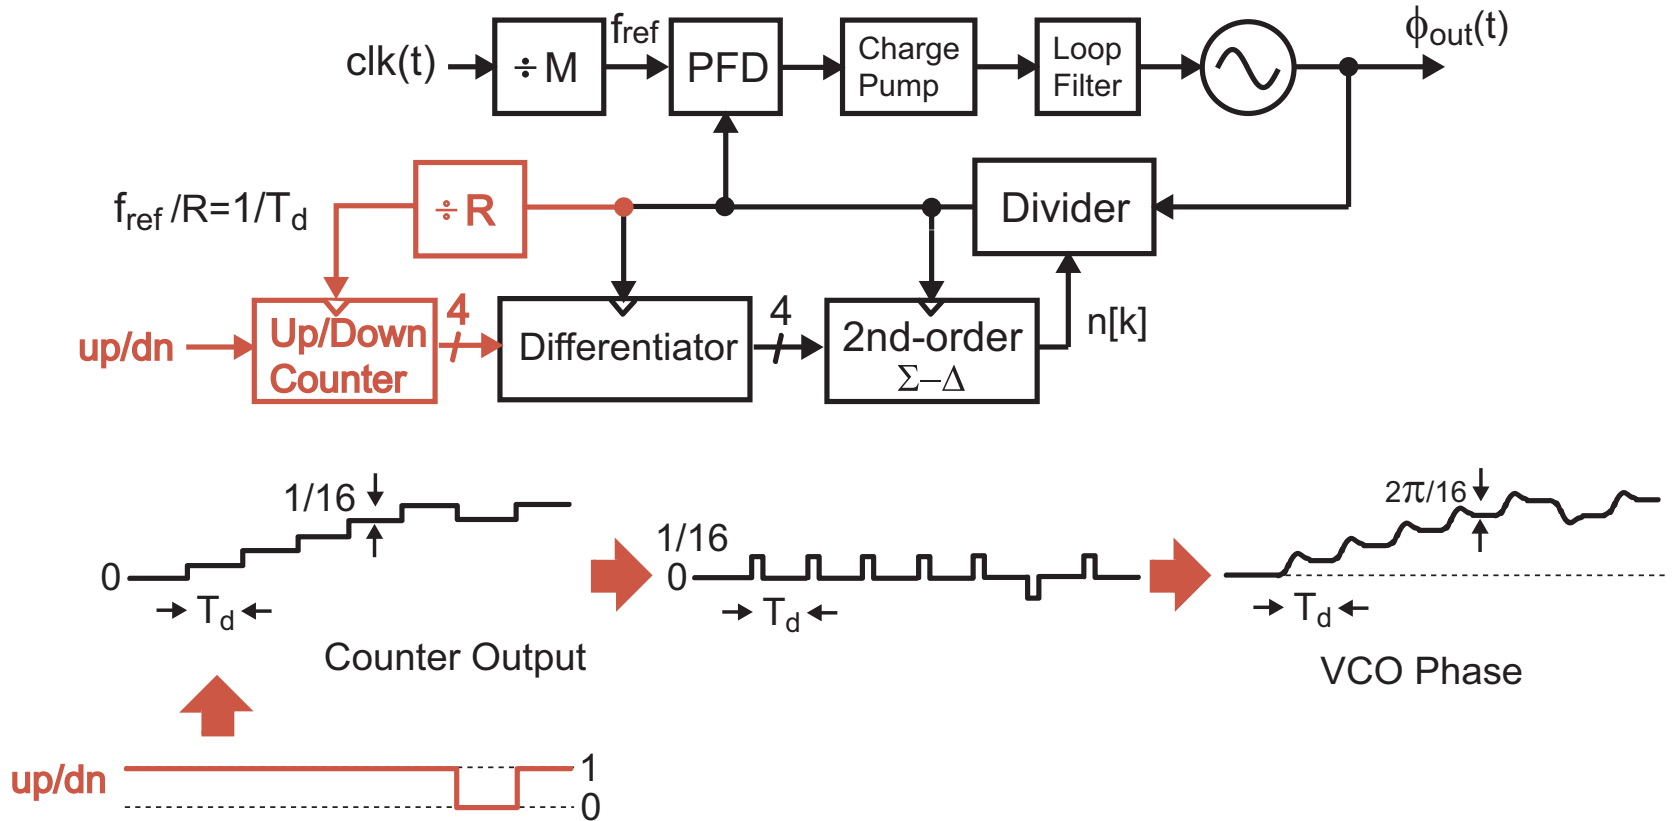 clk(t)
÷ M
fref
PFD
Charge
Pump
Loop
Filter
ϕout(t)
fref /R=1/Td
÷ R
Divider
up/dn
Up/Down
Counter
4
Differentiator
4
2nd-order
Σ−Δ
n[k]
1/16
0
Td
Counter Output
1/16
0
Td
2π/16
Td
VCO Phase
up/dn
1
0